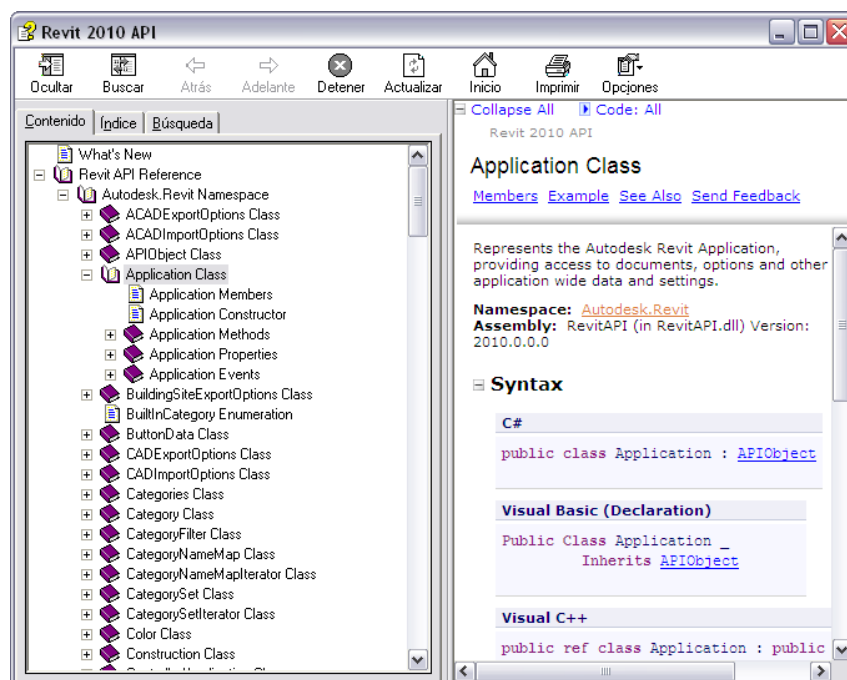 Revit 2010 API
Ocultar Buscar Atrás Adelante Detener Actualizar Inicio Imprimir Opciones
Contenido Índice Búsqueda
What's New
Revit API Reference
Autodesk.Revit Namespace
ACADExportOptions Class
ACADImportOptions Class
APIObject Class
Application Class
Application Members
Application Constructor
Application Methods
Application Properties
Application Events
BuildingSiteExportOptions Class
BuiltInCategory Enumeration
ButtonData Class
CADExportOptions Class
CADImportOptions Class
Categories Class
Category Class
CategoryFilter Class
CategoryNameMap Class
CategoryNameMapIterator Class
CategorySet Class
CategorySetIterator Class
Color Class
Construction Class
Collapse All Code: All
Revit 2010 API
Application Class
Members Example See Also Send Feedback
Represents the Autodesk Revit Application,
providing access to documents, options and other
application wide data and settings.
Namespace: Autodesk.Revit
Assembly: RevitAPI (in RevitAPI.dll) Version:
2010.0.0.0
Syntax
C#
public class Application : APIObject
Visual Basic (Declaration)
Public Class Application _
Inherits APIObject
Visual C++
public ref class Application : public